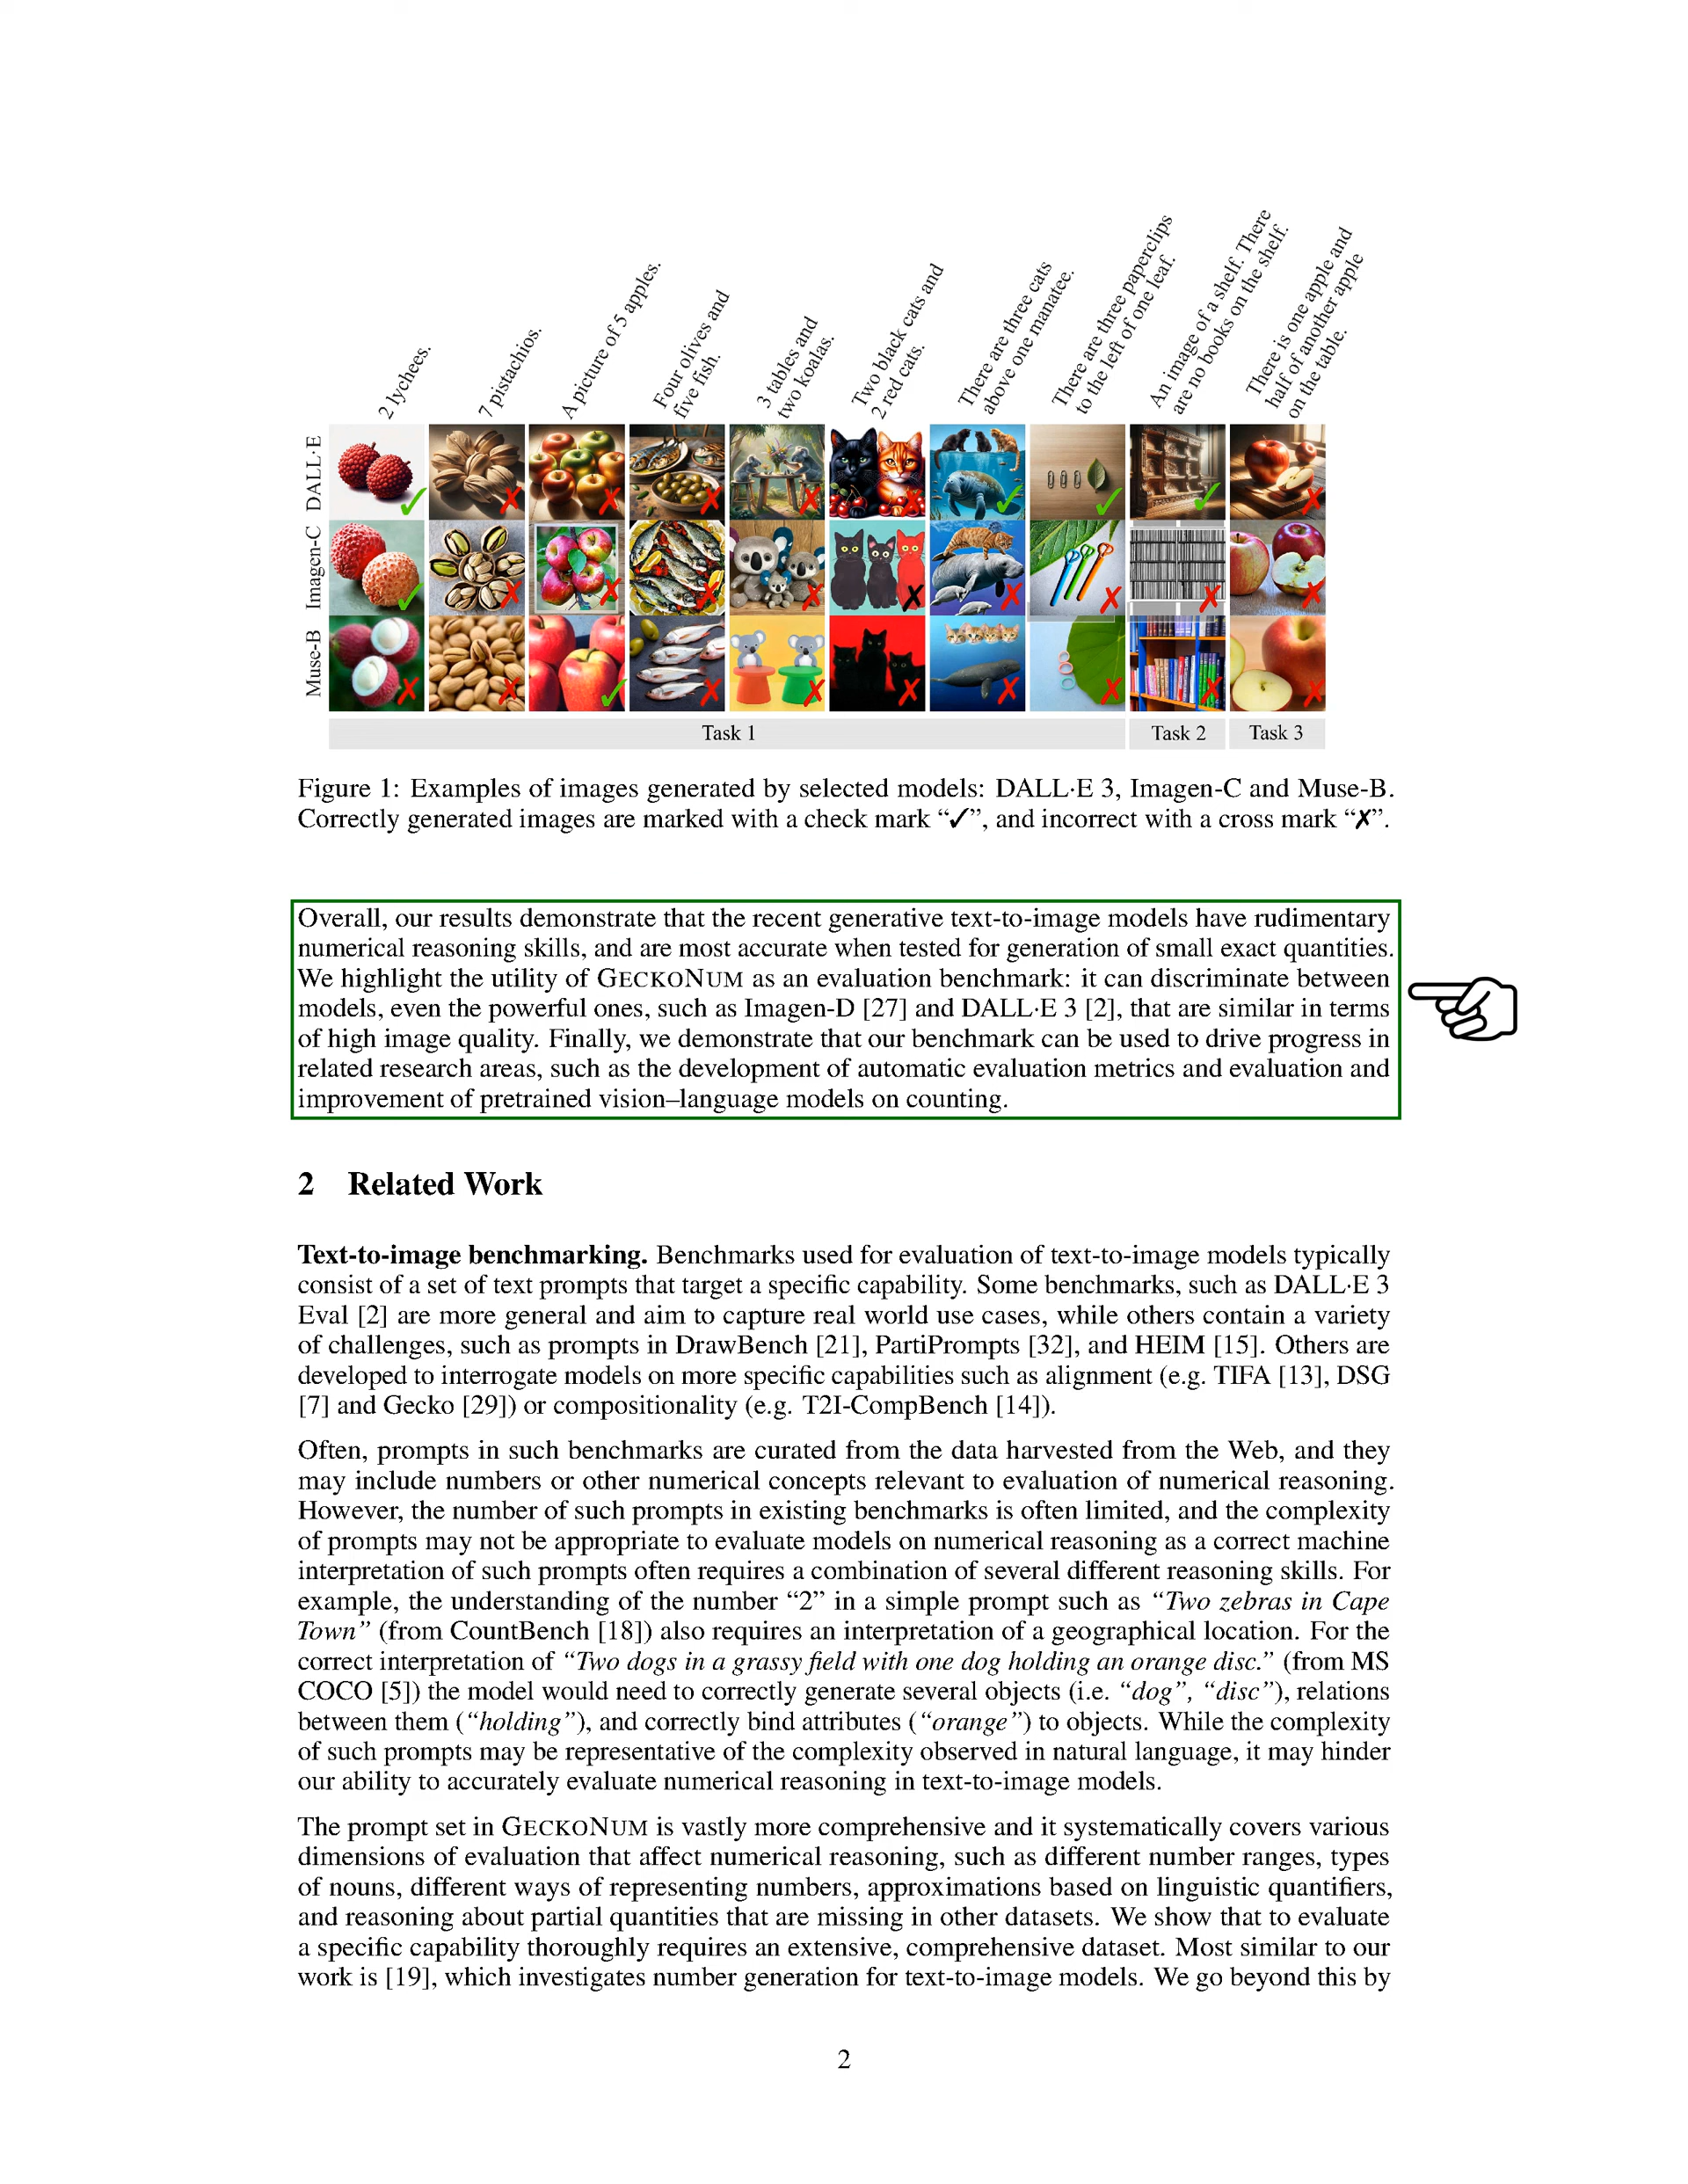 2 lychees.
7 pistachios.
A picture of 5 apples.
Four olives and
five fish.
3 tables and
two koalas.
Two black cats and
2 red cats.
There are three cats
above one manatee.
There are three paperclips
to the left of one leaf.
An image of a shelf. There
are no books on the shelf.
There is one apple and
half of another apple
on the table.
DALL·E
Imagen-C
Muse-B
Task 1
Task 2
Task 3
Figure 1: Examples of images generated by selected models: DALL·E 3, Imagen-C and Muse-B.
Correctly generated images are marked with a check mark “✓”, and incorrect with a cross mark “✗”.
Overall, our results demonstrate that the recent generative text-to-image models have rudimentary
numerical reasoning skills, and are most accurate when tested for generation of small exact quantities.
We highlight the utility of GECKONUM as an evaluation benchmark: it can discriminate between
models, even the powerful ones, such as Imagen-D [27] and DALL·E 3 [2], that are similar in terms
of high image quality. Finally, we demonstrate that our benchmark can be used to drive progress in
related research areas, such as the development of automatic evaluation metrics and evaluation and
improvement of pretrained vision–language models on counting.
2 Related Work
Text-to-image benchmarking. Benchmarks used for evaluation of text-to-image models typically
consist of a set of text prompts that target a specific capability. Some benchmarks, such as DALL·E 3
Eval [2] are more general and aim to capture real world use cases, while others contain a variety
of challenges, such as prompts in DrawBench [21], PartiPrompts [32], and HEIM [15]. Others are
developed to interrogate models on more specific capabilities such as alignment (e.g. TIFA [13], DSG
[7] and Gecko [29]) or compositionality (e.g. T2I-CompBench [14]).
Often, prompts in such benchmarks are curated from the data harvested from the Web, and they
may include numbers or other numerical concepts relevant to evaluation of numerical reasoning.
However, the number of such prompts in existing benchmarks is often limited, and the complexity
of prompts may not be appropriate to evaluate models on numerical reasoning as a correct machine
interpretation of such prompts often requires a combination of several different reasoning skills. For
example, the understanding of the number “2” in a simple prompt such as “Two zebras in Cape
Town” (from CountBench [18]) also requires an interpretation of a geographical location. For the
correct interpretation of “Two dogs in a grassy field with one dog holding an orange disc.” (from MS
COCO [5]) the model would need to correctly generate several objects (i.e. “dog”, “disc”), relations
between them (“holding”), and correctly bind attributes (“orange”) to objects. While the complexity
of such prompts may be representative of the complexity observed in natural language, it may hinder
our ability to accurately evaluate numerical reasoning in text-to-image models.
The prompt set in GECKONUM is vastly more comprehensive and it systematically covers various
dimensions of evaluation that affect numerical reasoning, such as different number ranges, types
of nouns, different ways of representing numbers, approximations based on linguistic quantifiers,
and reasoning about partial quantities that are missing in other datasets. We show that to evaluate
a specific capability thoroughly requires an extensive, comprehensive dataset. Most similar to our
work is [19], which investigates number generation for text-to-image models. We go beyond this by
2